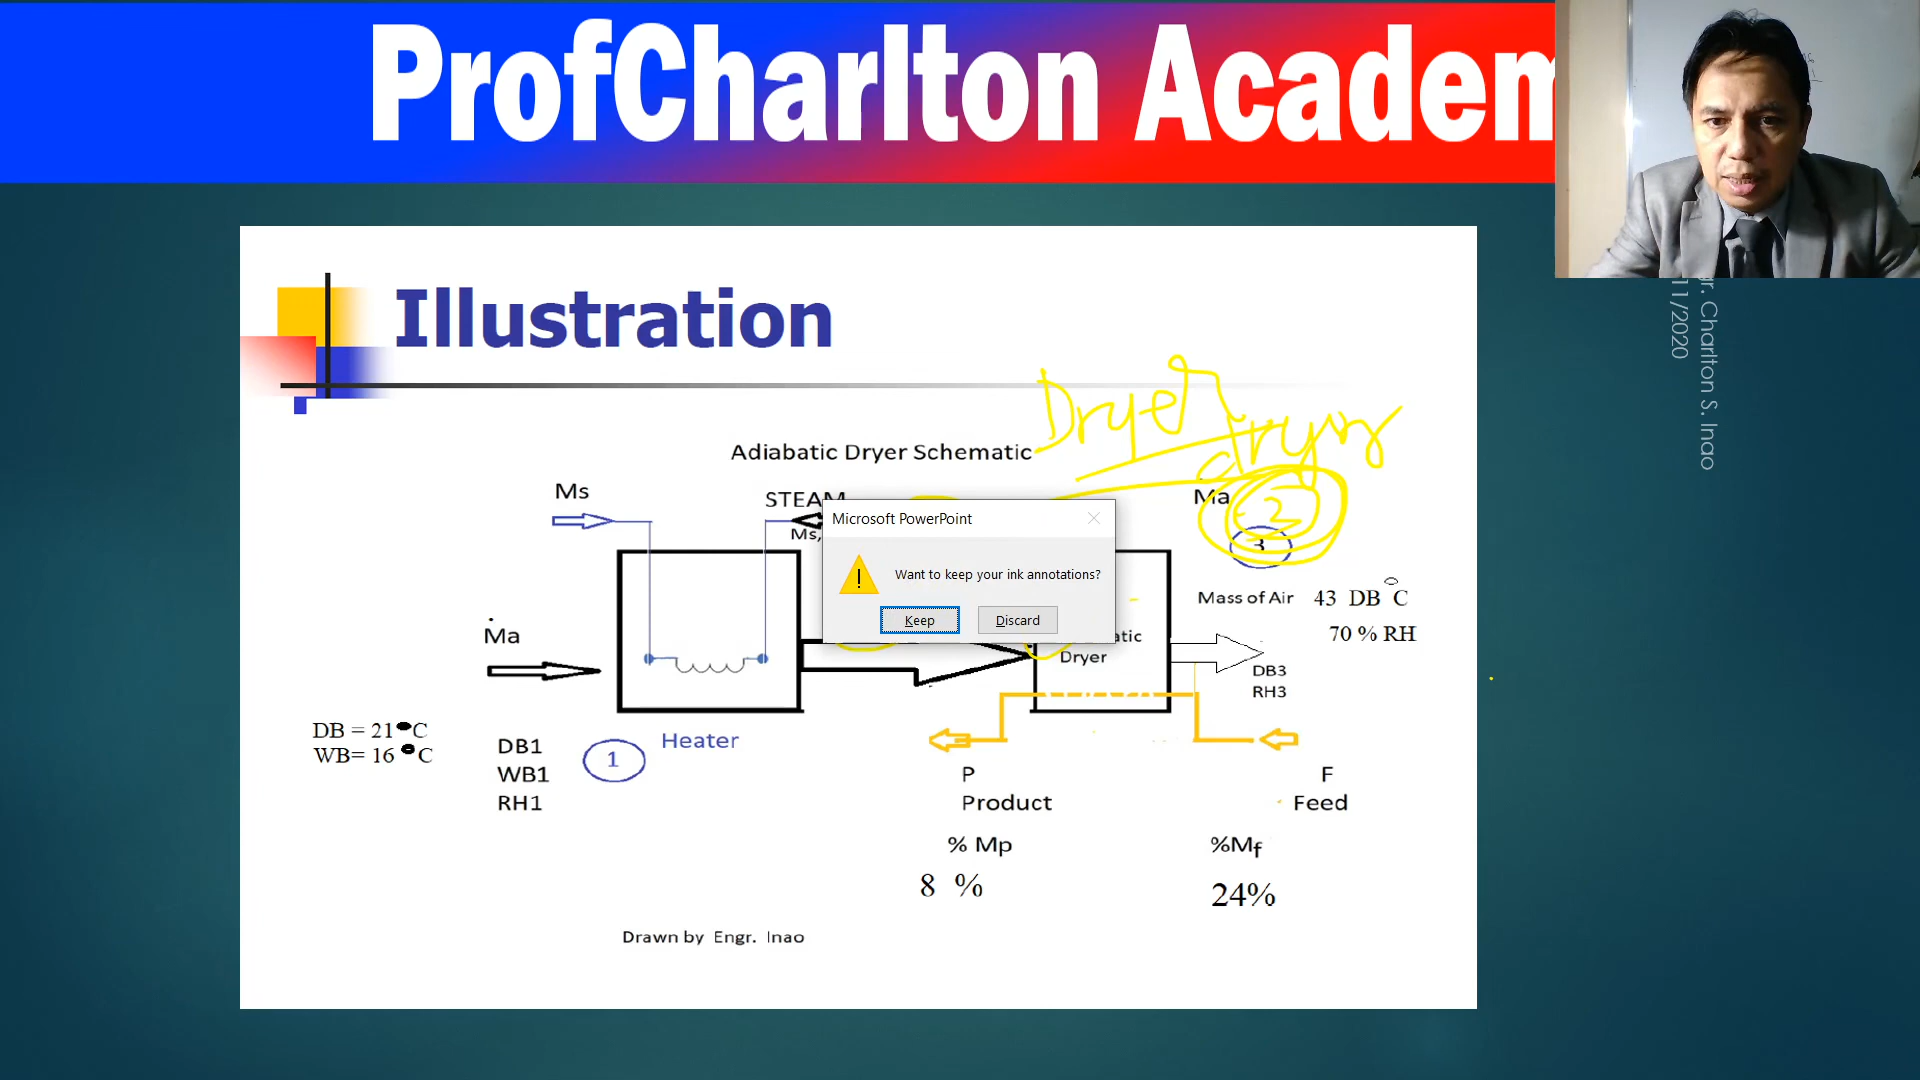 ProfCharlton Academ
gr. Charlton S. Inao
11/2020
Illustration
Dryer
Adiabatic Dryer Schematic
Ms
STEAM
Ms,
Ma
2
3
Microsoft PowerPoint
Want to keep your ink annotations?
Keep
Discard
Mass of Air 43 DB °C
70 % RH
Ma
atic
Dryer
DB3
RH3
DB = 21°C
WB= 16 °C
DB1
WB1
RH1
1
Heater
P
Product
F
Feed
% Mp
%Mf
8 %
24%
Drawn by Engr. Inao